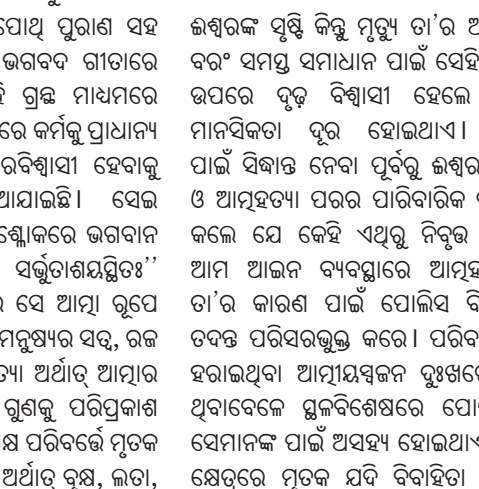 ପୋଥି ପୁରାଣ ସହ
ଭଗବଦ ଗୀତାରେ
ଗ୍ରନ୍ଥ ମାଧ୍ୟମରେ
ରେ କର୍ମକୁ ପ୍ରାଧାନ୍ୟ
ରବିଶ୍ୱାସୀ ହେବାକୁ
ଆଯାଇଛି। ସେଇ
ଶ୍ଳୋକରେ ଭଗବାନ
ସର୍ଭୁତାଶୟସ୍ଥିତଃ’’
ସେ ଆତ୍ମା ରୂପେ
ମନୁଷ୍ୟର ସତ୍ୱ, ରଜ
ତ୍ୟା ଅର୍ଥାତ୍ ଆତ୍ମାର
ଗୁଣକୁ ପରିପ୍ରକାଶ
କ୍ଷ ପରିବର୍ତ୍ତେ ମୃତକ
ଅର୍ଥାତ୍ ବୃକ୍ଷ, ଲତା,
ଈଶ୍ୱରଙ୍କ ସୃଷ୍ଟି କିନ୍ତୁ ମୃତ୍ୟୁ ତା’ର
ବରଂ ସମସ୍ତ ସମାଧାନ ପାଇଁ ସେହି
ଉପରେ ଦୃଢ଼ ବିଶ୍ୱାସୀ ହେଲେ
ମାନସିକତା ଦୂର ହୋଇଥାଏ।
ପାଇଁ ସିଦ୍ଧାନ୍ତ ନେବା ପୂର୍ବରୁ ଈଶ୍ୱର
ଓ ଆତ୍ମହତ୍ୟା ପରର ପାରିବାରିକ
କଲେ ଯେ କେହି ଏଥିରୁ ନିବୃତ୍ତ
ଆମ ଆଇନ ବ୍ୟବସ୍ଥାରେ ଆତ୍ମହ
ତା’ର କାରଣ ପାଇଁ ପୋଲିସ ବି
ତଦନ୍ତ ପରିସରଭୁକ୍ତ କରେ। ପରିବ
ହରାଇଥିବା ଆତ୍ମୀୟସ୍ୱଜନ ଦୁଃଖରେ
ଥିବାବେଳେ ସ୍ଥଳବିଶେଷରେ ପୋ
ସେମାନଙ୍କ ପାଇଁ ଅସହ୍ୟ ହୋଇଥାଏ
କ୍ଷେତ୍ରରେ ମୃତକ ଯଦି ବିବାହିତା